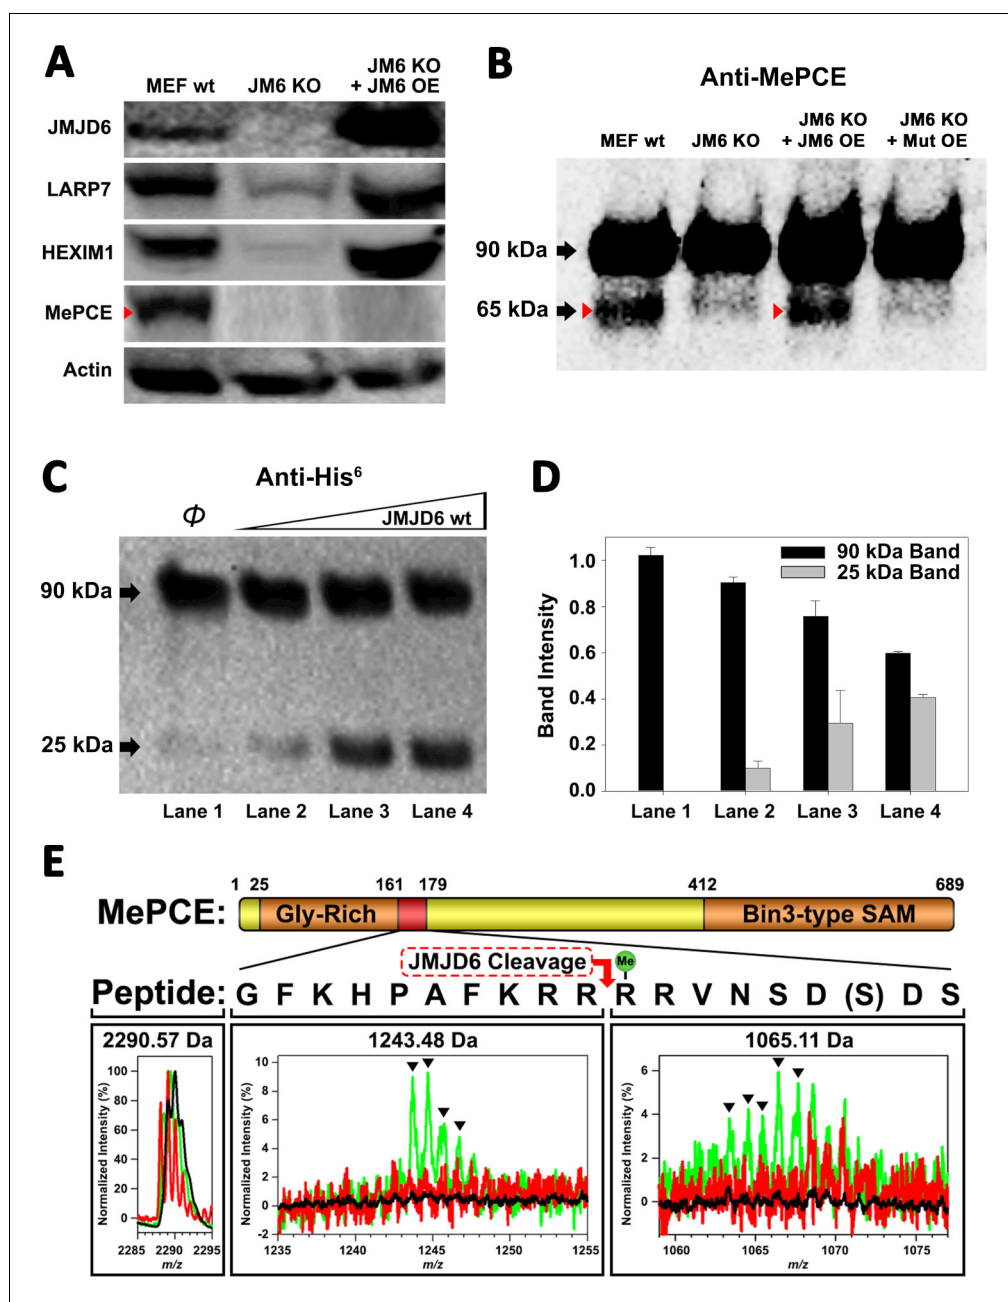 A
MEF wt JM6 KO JM6 KO + JM6 OE
JMJD6
LARP7
HEXIM1
MePCE
Actin
B
Anti-MePCE
MEF wt JM6 KO JM6 KO + JM6 OE JM6 KO + Mut OE
90 kDa
65 kDa
C
Anti-His6
Φ JMJD6 wt
90 kDa
25 kDa
Lane 1 Lane 2 Lane 3 Lane 4
D
Band Intensity
1.0
0.8
0.6
0.4
0.2
0.0
90 kDa Band
25 kDa Band
Lane 1 Lane 2 Lane 3 Lane 4
E
1 25 161 179 412 689
MePCE: Gly-Rich Bin3-type SAM
JMJD6 Cleavage Me
Peptide: G F K H P A F K R R R R V N S D (S) D S
2290.57 Da
Normalized Intensity (%)
100
80
60
40
20
0
2285 2290 2295
m/z
1243.48 Da
Normalized Intensity (%)
10
8
6
4
2
0
-2
1235 1240 1245 1250 1255
m/z
1065.11 Da
Normalized Intensity (%)
6
4
2
0
1060 1065 1070 1075
m/z